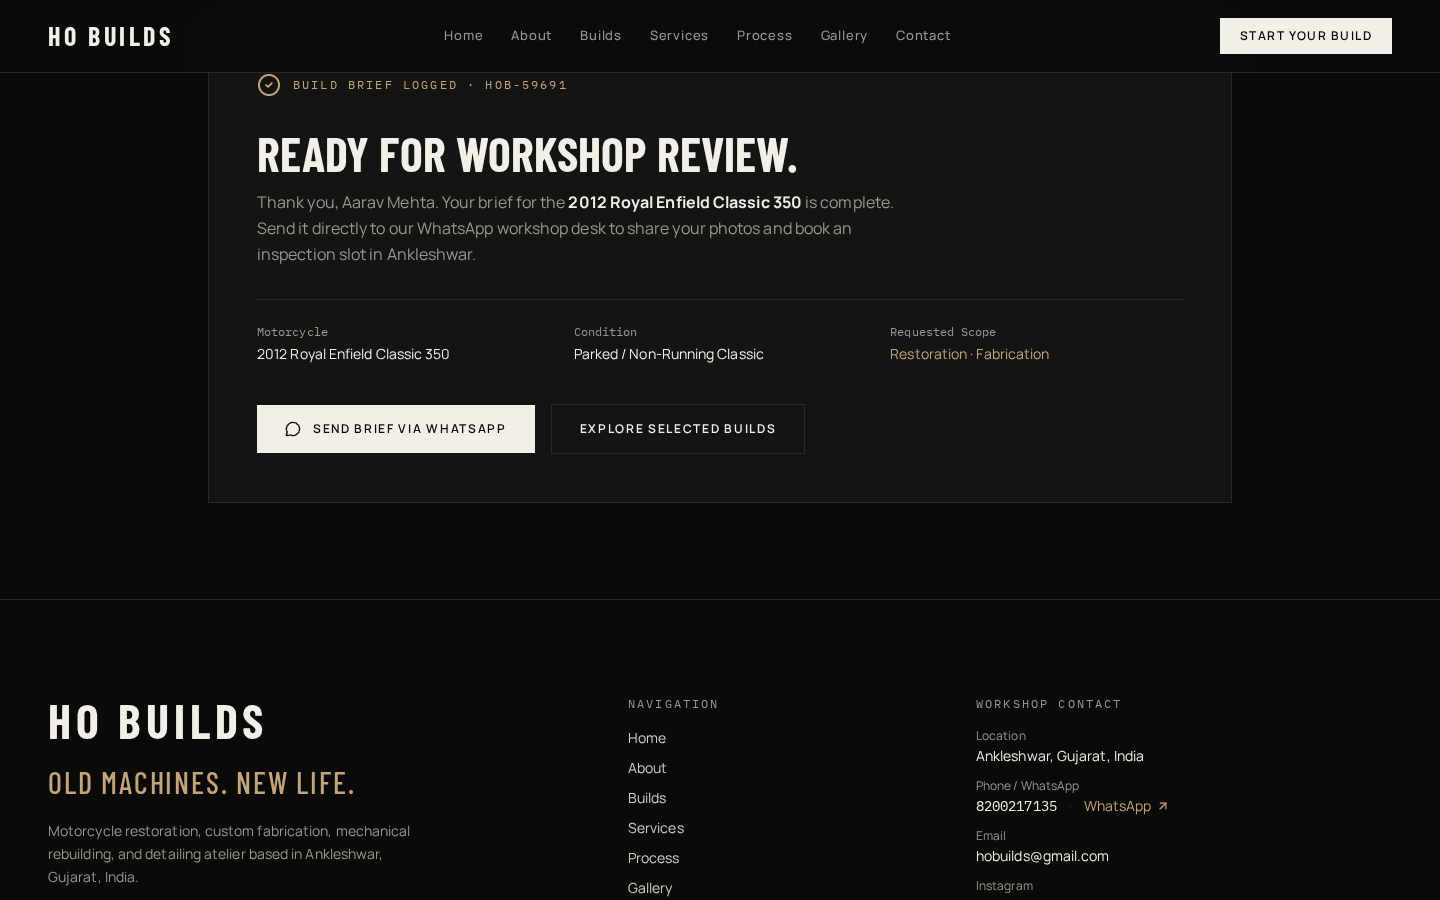 HO BUILDS
Home
About
Builds
Services
Process
Gallery
Contact
START YOUR BUILD
BUILD BRIEF LOGGED · HOB-59691
READY FOR WORKSHOP REVIEW.
Thank you, Aarav Mehta. Your brief for the 2012 Royal Enfield Classic 350 is complete.
Send it directly to our WhatsApp workshop desk to share your photos and book an
inspection slot in Ankleshwar.
Motorcycle
2012 Royal Enfield Classic 350
Condition
Parked / Non-Running Classic
Requested Scope
Restoration · Fabrication
SEND BRIEF VIA WHATSAPP
EXPLORE SELECTED BUILDS
HO BUILDS
OLD MACHINES. NEW LIFE.
Motorcycle restoration, custom fabrication, mechanical
rebuilding, and detailing atelier based in Ankleshwar,
Gujarat, India.
NAVIGATION
Home
About
Builds
Services
Process
Gallery
WORKSHOP CONTACT
Location
Ankleshwar, Gujarat, India
Phone / WhatsApp
8200217135 · WhatsApp ↗
Email
hobuilds@gmail.com
Instagram